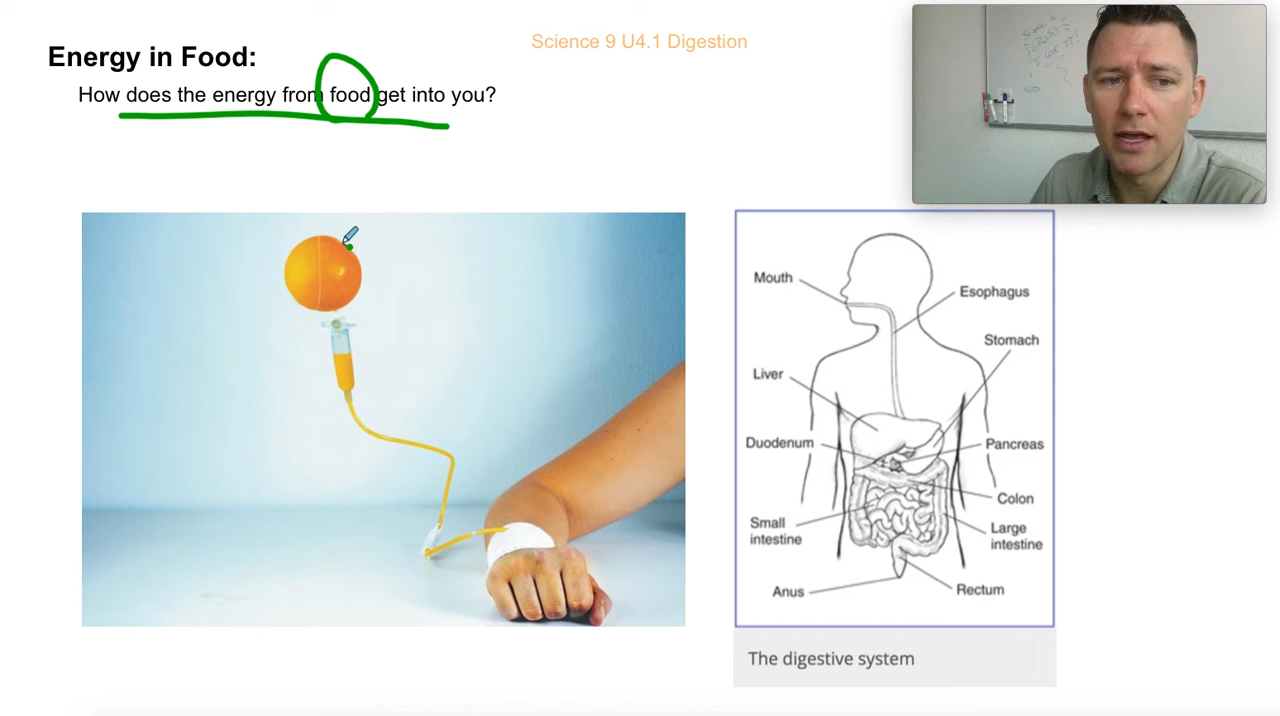 Energy in Food:
Science 9 U4.1 Digestion
How does the energy from food get into you?
Mouth
Esophagus
Stomach
Liver
Duodenum
Pancreas
Colon
Small
intestine
Large
intestine
Anus
Rectum
The digestive system